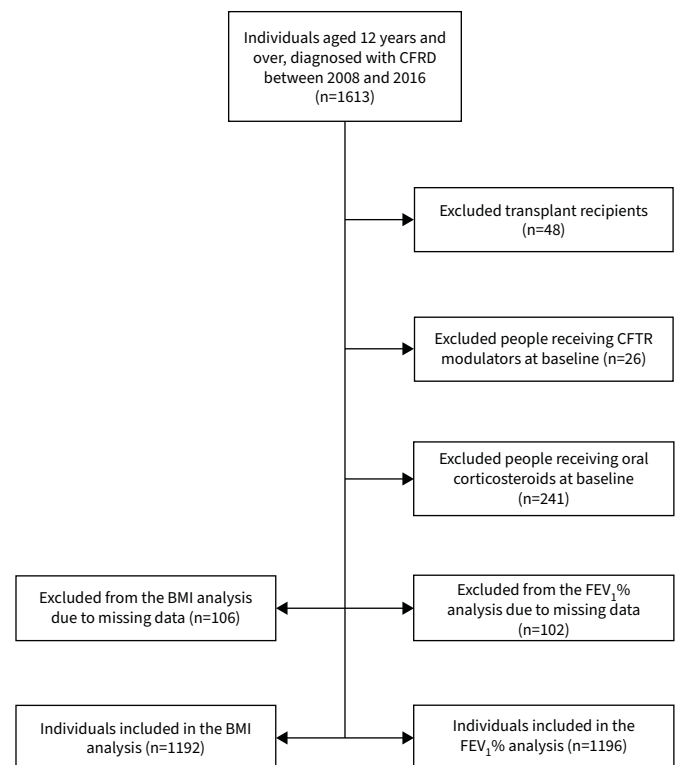 Individuals aged 12 years and
over, diagnosed with CFRD
between 2008 and 2016
(n=1613)
Excluded transplant recipients
(n=48)
Excluded people receiving CFTR
modulators at baseline (n=26)
Excluded people receiving oral
corticosteroids at baseline
(n=241)
Excluded from the BMI analysis
due to missing data (n=106)
Excluded from the FEV₁%
analysis due to missing data
(n=102)
Individuals included in the BMI
analysis (n=1192)
Individuals included in the
FEV₁% analysis (n=1196)